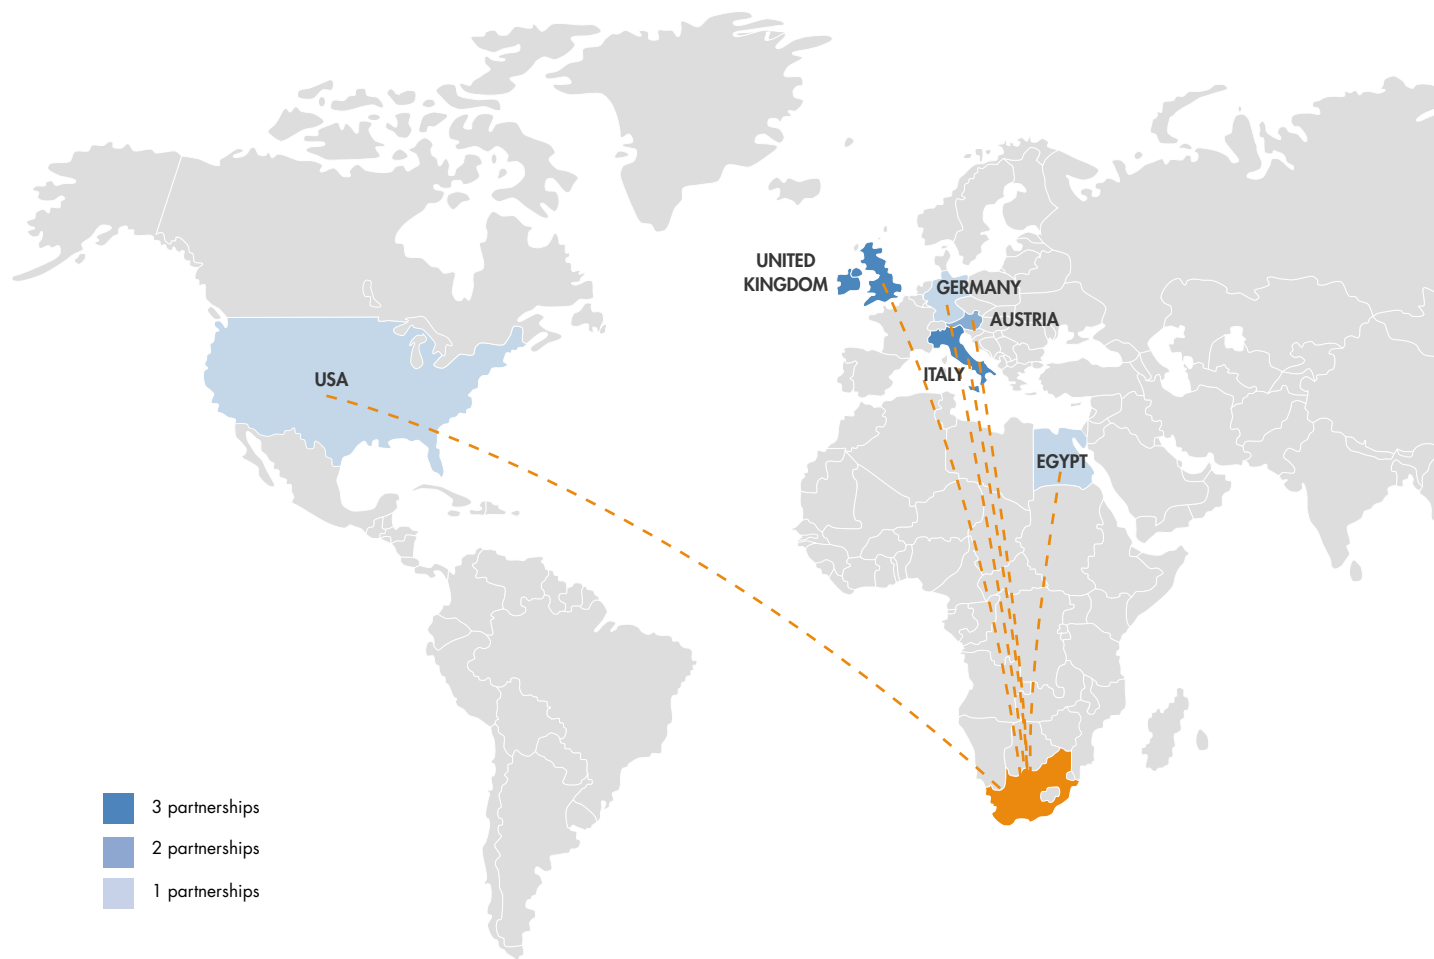 UNITED
KINGDOM
GERMANY
AUSTRIA
ITALY
USA
EGYPT
3 partnerships
2 partnerships
1 partnerships